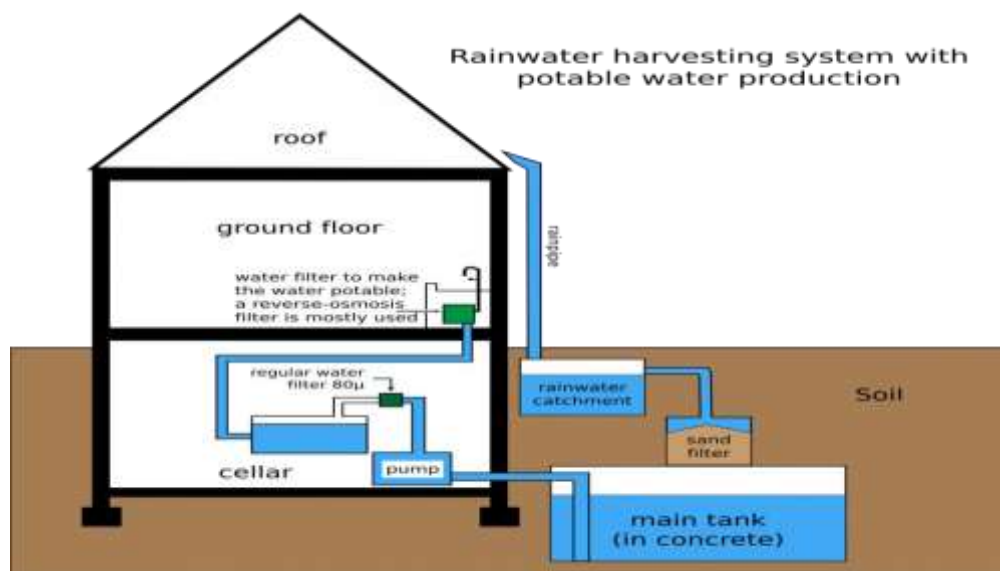 Rainwater harvesting system with
potable water production
roof
ground floor
rainpipe
water filter to make
the water potable;
a reverse-osmosis
filter is mostly used
regular water
filter 80µ
rainwater
catchment
Soil
sand
filter
cellar
pump
main tank
(in concrete)